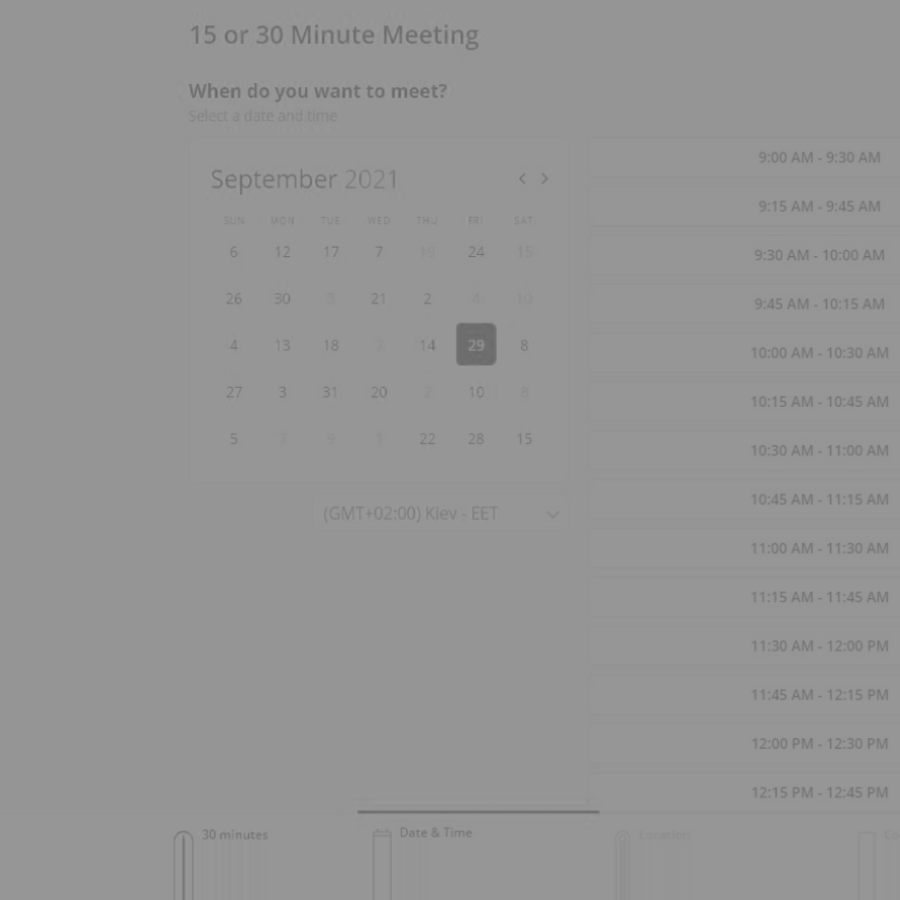 15 or 30 Minute Meeting
When do you want to meet?
Select a date and time
September 2021
SUN MON TUE WED THU FRI SAT
6 12 17 7 19 24 15
26 30 21 2 4 10
4 13 18 7 14 29 8
27 3 31 20 2 10 8
5 22 28 15
(GMT+02:00) Kiev - EET
9:00 AM - 9:30 AM
9:15 AM - 9:45 AM
9:30 AM - 10:00 AM
9:45 AM - 10:15 AM
10:00 AM - 10:30 AM
10:15 AM - 10:45 AM
10:30 AM - 11:00 AM
10:45 AM - 11:15 AM
11:00 AM - 11:30 AM
11:15 AM - 11:45 AM
11:30 AM - 12:00 PM
11:45 AM - 12:15 PM
12:00 PM - 12:30 PM
12:15 PM - 12:45 PM
30 minutes
Date & Time
Location